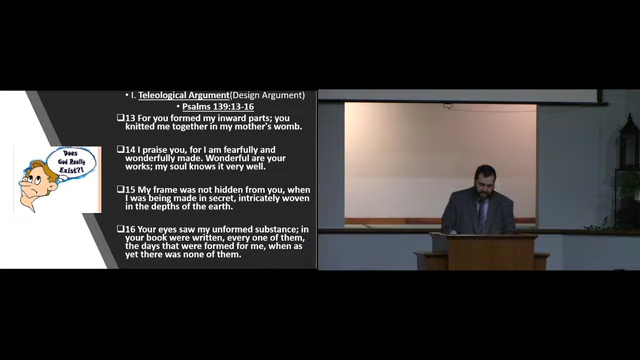 • I. Teleological Argument(Design Argument)
• Psalms 139:13-16
❑13 For you formed my inward parts; you
knitted me together in my mother's womb.
❑14 I praise you, for I am fearfully and
wonderfully made. Wonderful are your
works; my soul knows it very well.
❑15 My frame was not hidden from you, when
I was being made in secret, intricately woven
in the depths of the earth.
❑16 Your eyes saw my unformed substance; in
your book were written, every one of them,
the days that were formed for me, when as
yet there was none of them.
Does
God Really
Exist?!